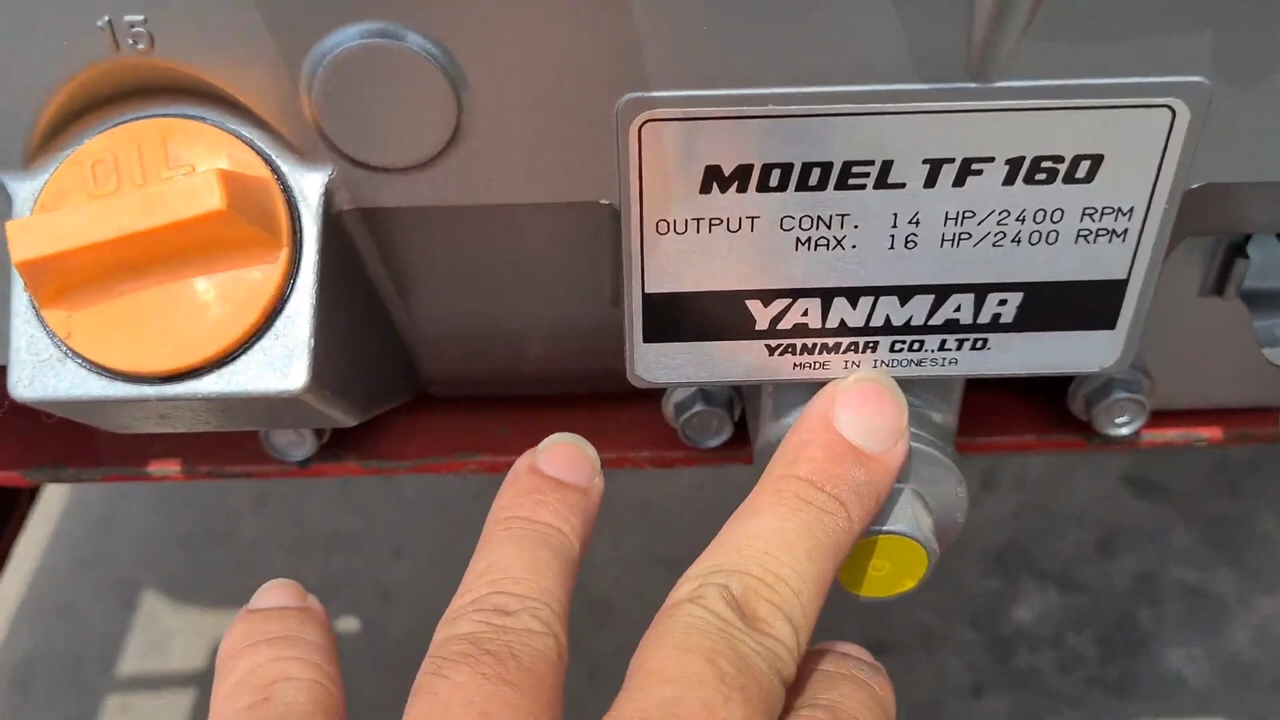 15
OIL
MODEL TF 160
OUTPUT CONT. 14 HP/2400 RPM
MAX. 16 HP/2400 RPM
YANMAR
YANMAR CO.,LTD.
MADE IN INDONESIA